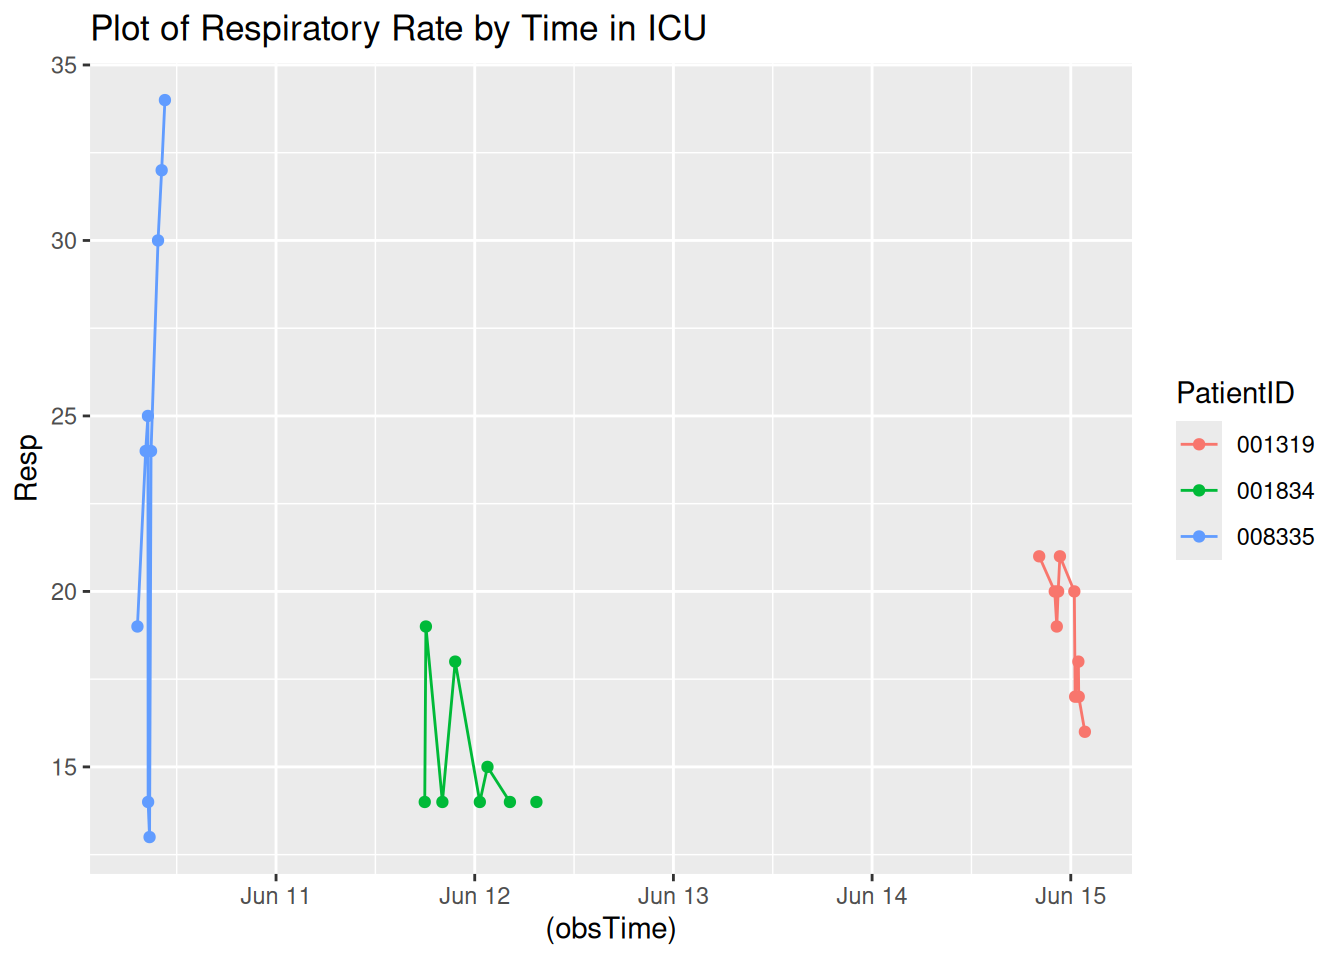 Plot of Respiratory Rate by Time in ICU
35
30
25
20
15
Resp
Jun 11
Jun 12
Jun 13
Jun 14
Jun 15
(obsTime)
PatientID
001319
001834
008335